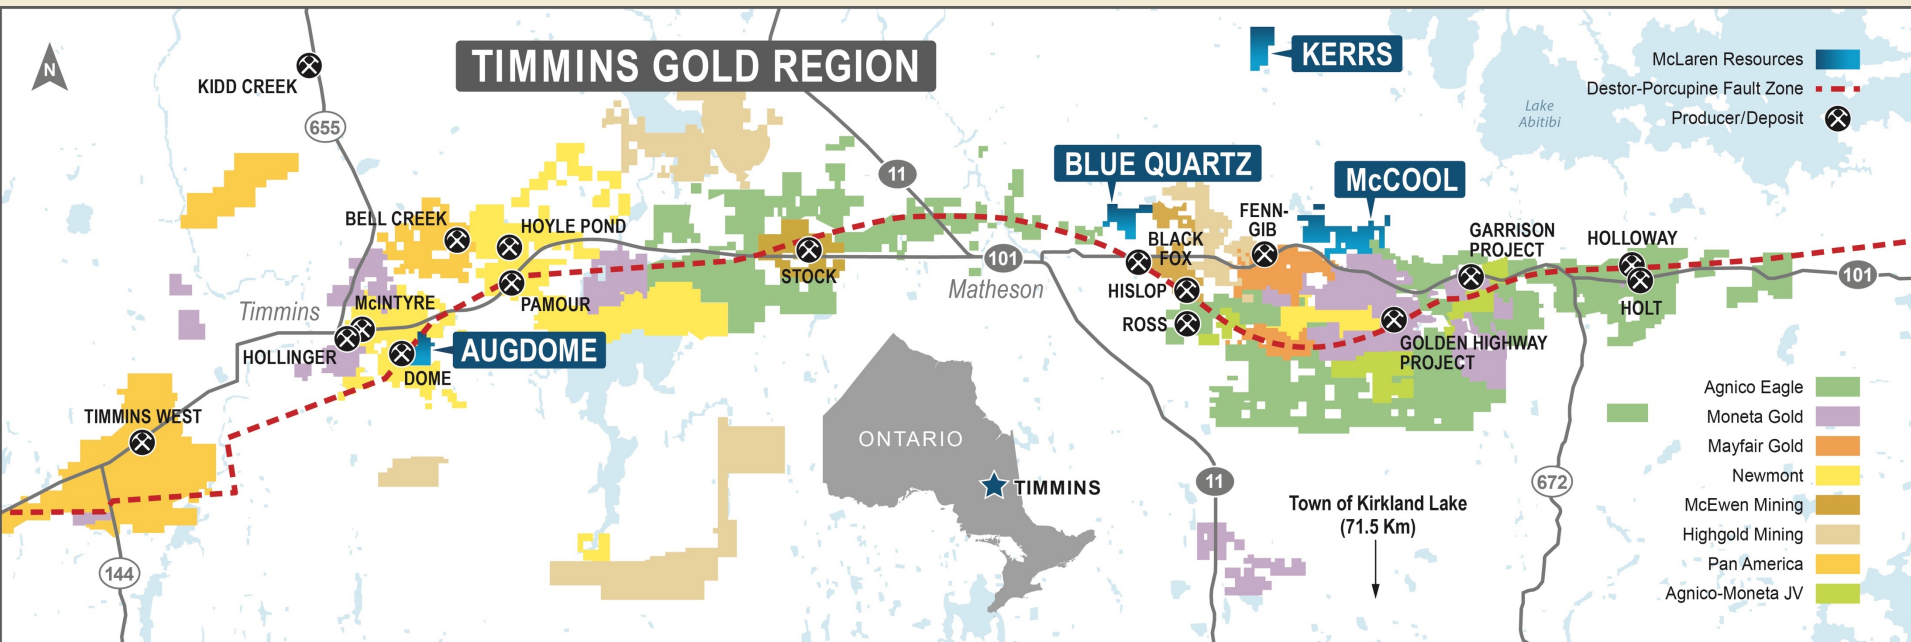 N
KIDD CREEK
655
TIMMINS GOLD REGION
KERRS
McLaren Resources
Destor-Porcupine Fault Zone
Producer/Deposit
Lake
Abitibi
11
BLUE QUARTZ
McCOOL
BELL CREEK
HOYLE POND
FENN-
GIB
BLACK
FOX
GARRISON
PROJECT
HOLLOWAY
STOCK
101
Matheson
101
HISLOP
ROSS
HOLT
Timmins
McINTYRE
PAMOUR
HOLLINGER
AUGDOME
DOME
GOLDEN HIGHWAY
PROJECT
TIMMINS WEST
144
ONTARIO
TIMMINS
11
Town of Kirkland Lake
(71.5 Km)
672
Agnico Eagle
Moneta Gold
Mayfair Gold
Newmont
McEwen Mining
Highgold Mining
Pan America
Agnico-Moneta JV